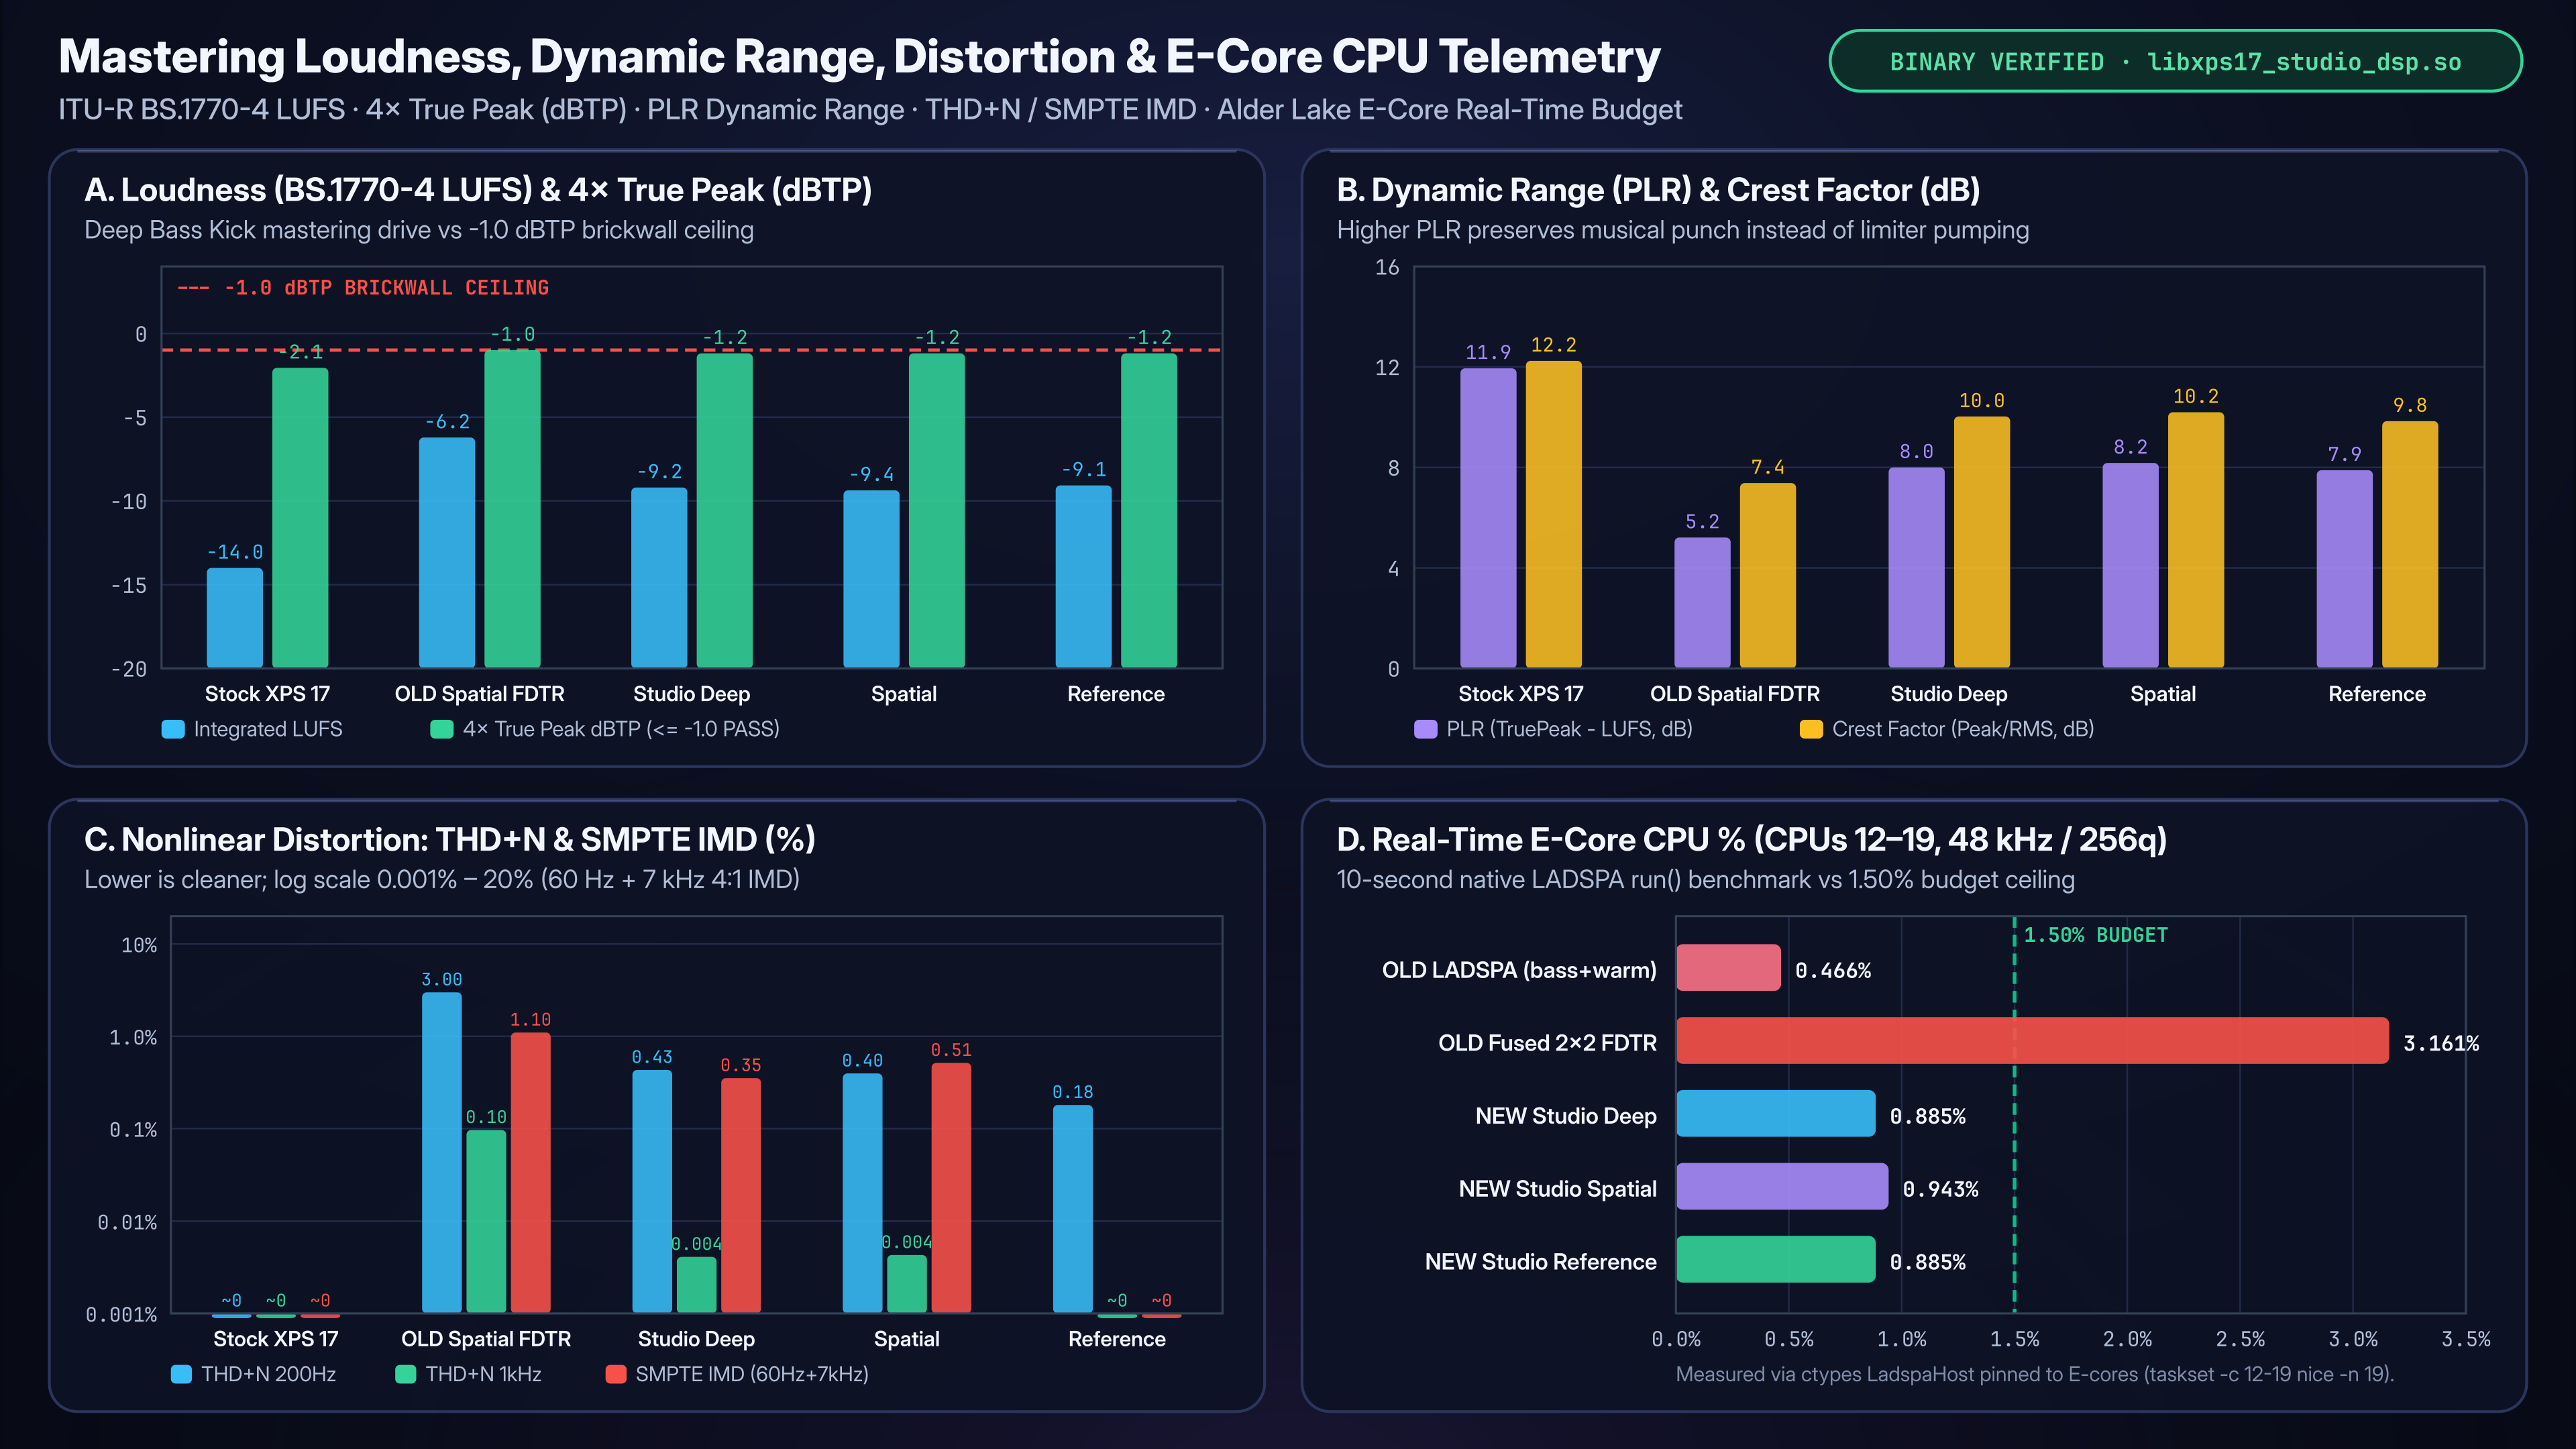 Mastering Loudness, Dynamic Range, Distortion & E-Core CPU Telemetry
BINARY VERIFIED · libxps17_studio_dsp.so
ITU-R BS.1770-4 LUFS · 4× True Peak (dBTP) · PLR Dynamic Range · THD+N / SMPTE IMD · Alder Lake E-Core Real-Time Budget
A. Loudness (BS.1770-4 LUFS) & 4× True Peak (dBTP)
Deep Bass Kick mastering drive vs -1.0 dBTP brickwall ceiling
--- -1.0 dBTP BRICKWALL CEILING
0
-5
-10
-15
-20
-14.0
-2.1
-6.2
-1.0
-9.2
-1.2
-9.4
-1.2
-9.1
-1.2
Stock XPS 17
OLD Spatial FDTR
Studio Deep
Spatial
Reference
Integrated LUFS
4× True Peak dBTP (<= -1.0 PASS)
B. Dynamic Range (PLR) & Crest Factor (dB)
Higher PLR preserves musical punch instead of limiter pumping
16
12
8
4
0
11.9
12.2
5.2
7.4
8.0
10.0
8.2
10.2
7.9
9.8
Stock XPS 17
OLD Spatial FDTR
Studio Deep
Spatial
Reference
PLR (TruePeak - LUFS, dB)
Crest Factor (Peak/RMS, dB)
C. Nonlinear Distortion: THD+N & SMPTE IMD (%)
Lower is cleaner; log scale 0.001% – 20% (60 Hz + 7 kHz 4:1 IMD)
10%
1.0%
0.1%
0.01%
0.001%
~0
~0
~0
3.00
0.10
1.10
0.43
0.004
0.35
0.40
0.004
0.51
0.18
~0
~0
Stock XPS 17
OLD Spatial FDTR
Studio Deep
Spatial
Reference
THD+N 200Hz
THD+N 1kHz
SMPTE IMD (60Hz+7kHz)
D. Real-Time E-Core CPU % (CPUs 12–19, 48 kHz / 256q)
10-second native LADSPA run() benchmark vs 1.50% budget ceiling
1.50% BUDGET
OLD LADSPA (bass+warm)
0.466%
OLD Fused 2×2 FDTR
3.161%
NEW Studio Deep
0.885%
NEW Studio Spatial
0.943%
NEW Studio Reference
0.885%
0.0%
0.5%
1.0%
1.5%
2.0%
2.5%
3.0%
3.5%
Measured via ctypes LadspaHost pinned to E-cores (taskset -c 12-19 nice -n 19).